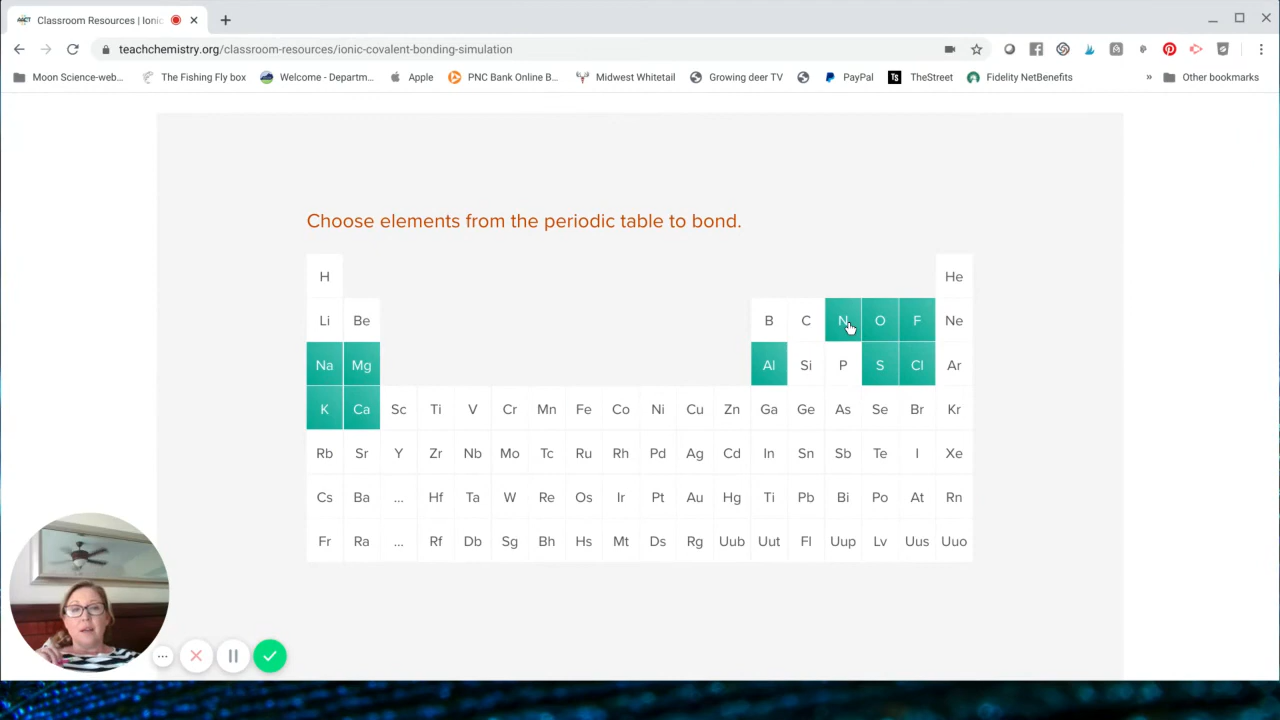 Classroom Resources | Ionic
teachchemistry.org/classroom-resources/ionic-covalent-bonding-simulation
Moon Science-web... The Fishing Fly box Welcome - Departm... Apple PNC Bank Online B... Midwest Whitetail Growing deer TV PayPal TS TheStreet Fidelity NetBenefits » Other bookmarks
Choose elements from the periodic table to bond.
H He
Li Be B C N O F Ne
Na Mg Al Si P S Cl Ar
K Ca Sc Ti V Cr Mn Fe Co Ni Cu Zn Ga Ge As Se Br Kr
Rb Sr Y Zr Nb Mo Tc Ru Rh Pd Ag Cd In Sn Sb Te I Xe
Cs Ba ... Hf Ta W Re Os Ir Pt Au Hg Ti Pb Bi Po At Rn
Fr Ra ... Rf Db Sg Bh Hs Mt Ds Rg Uub Uut Fl Uup Lv Uus Uuo